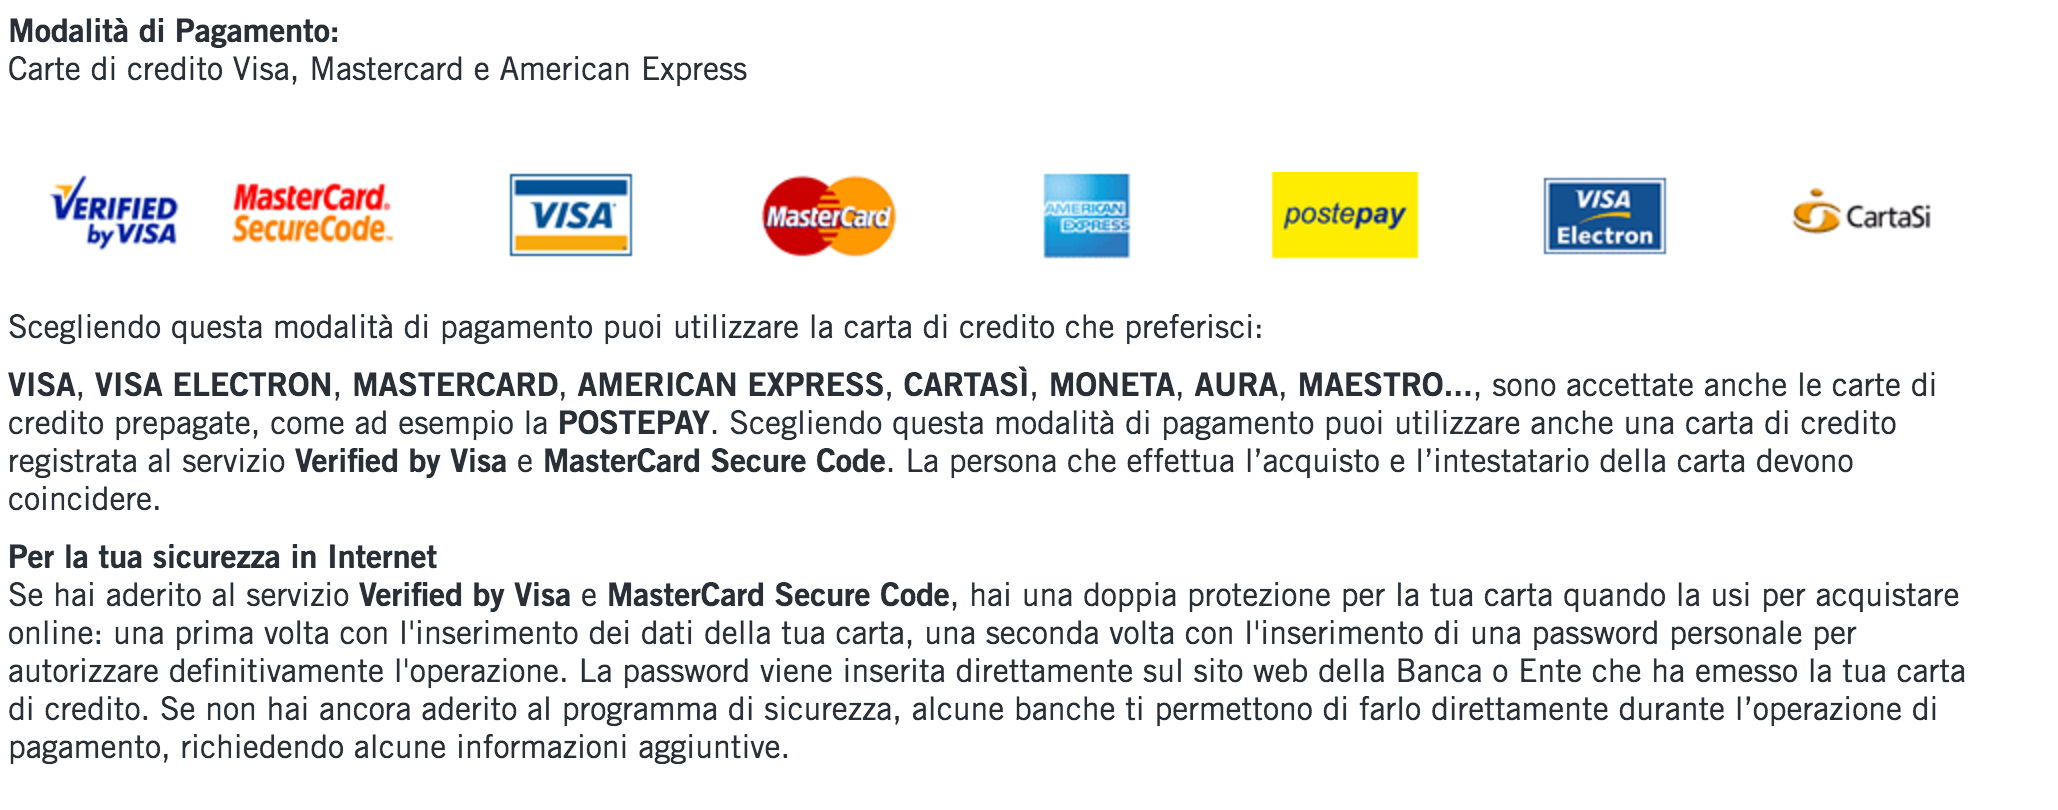 Modalità di Pagamento:
Carte di credito Visa, Mastercard e American Express
VERIFIED by VISA MasterCard. SecureCode. VISA MasterCard AMERICAN EXPRESS postepay VISA Electron CartaSi
Scegliendo questa modalità di pagamento puoi utilizzare la carta di credito che preferisci:
VISA, VISA ELECTRON, MASTERCARD, AMERICAN EXPRESS, CARTASÌ, MONETA, AURA, MAESTRO..., sono accettate anche le carte di
credito prepagate, come ad esempio la POSTEPAY. Scegliendo questa modalità di pagamento puoi utilizzare anche una carta di credito
registrata al servizio Verified by Visa e MasterCard Secure Code. La persona che effettua l’acquisto e l’intestatario della carta devono
coincidere.
Per la tua sicurezza in Internet
Se hai aderito al servizio Verified by Visa e MasterCard Secure Code, hai una doppia protezione per la tua carta quando la usi per acquistare
online: una prima volta con l'inserimento dei dati della tua carta, una seconda volta con l'inserimento di una password personale per
autorizzare definitivamente l'operazione. La password viene inserita direttamente sul sito web della Banca o Ente che ha emesso la tua carta
di credito. Se non hai ancora aderito al programma di sicurezza, alcune banche ti permettono di farlo direttamente durante l’operazione di
pagamento, richiedendo alcune informazioni aggiuntive.